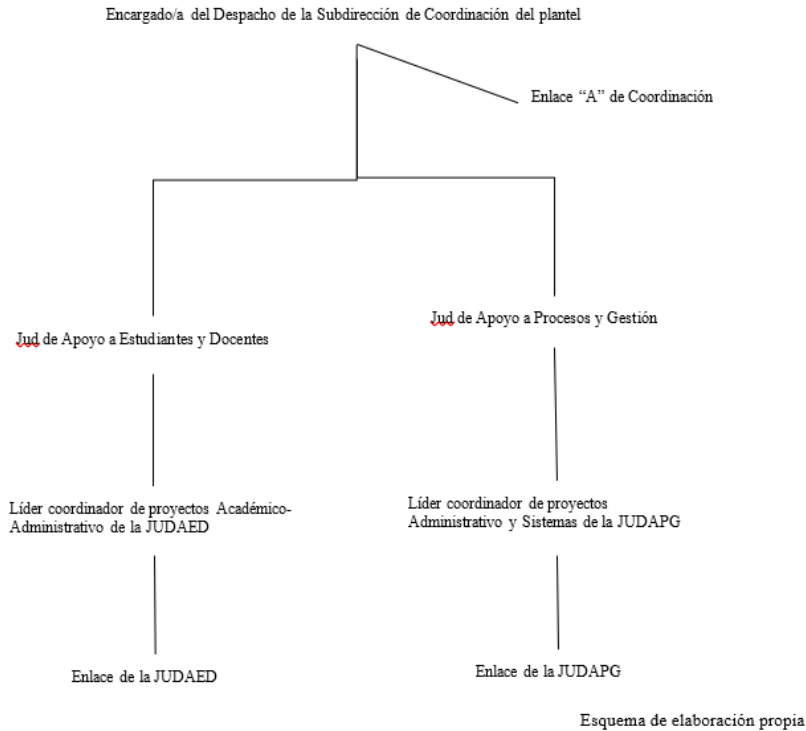 Encargado/a del Despacho de la Subdirección de Coordinación del plantel
Enlace “A” de Coordinación
Jud de Apoyo a Estudiantes y Docentes
Jud de Apoyo a Procesos y Gestión
Líder coordinador de proyectos Académico-
Administrativo de la JUDAED
Líder coordinador de proyectos
Administrativo y Sistemas de la JUDAPG
Enlace de la JUDAED
Enlace de la JUDAPG
Esquema de elaboración propia